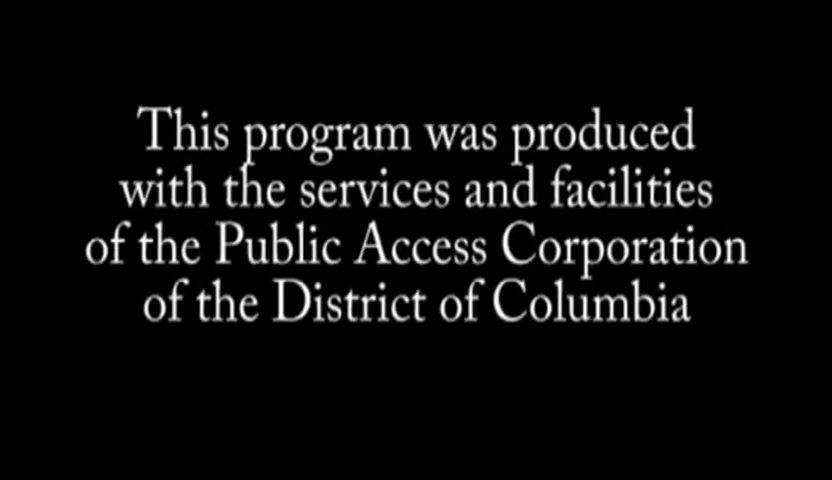 This program was produced
with the services and facilities
of the Public Access Corporation
of the District of Columbia